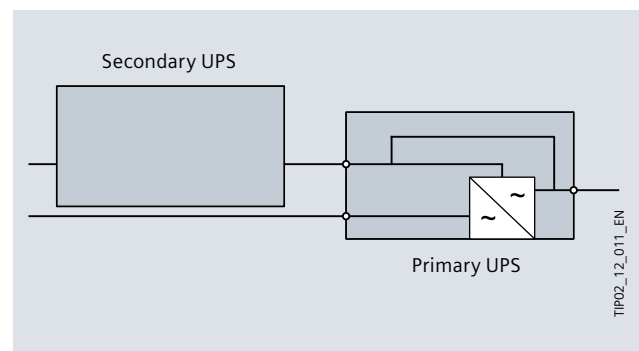 Secondary UPS
~
~
Primary UPS
TIP02_12_011_EN